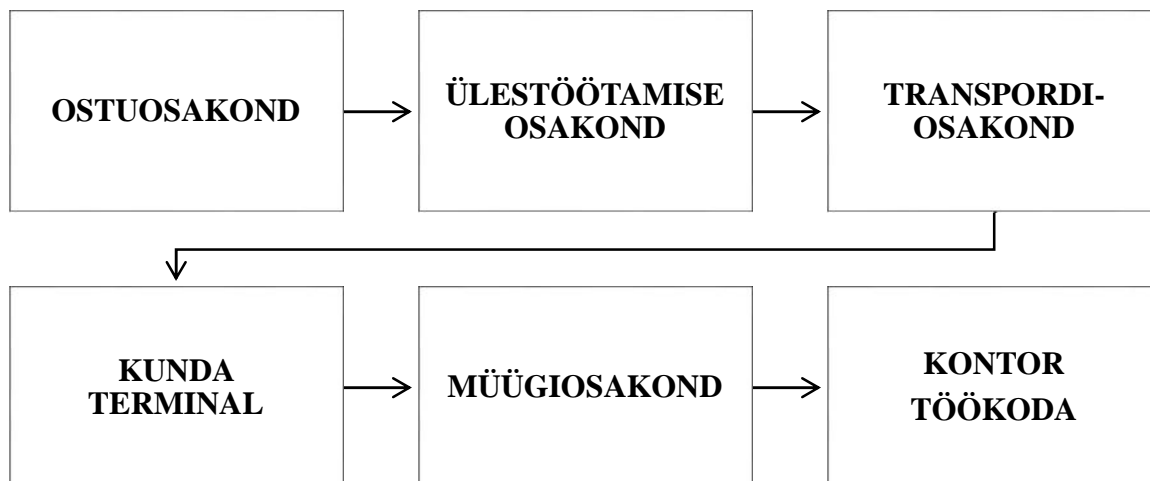 OSTUOSAKOND
ÜLESTÖÖTAMISE
OSAKOND
TRANSPORDI-
OSAKOND
KUNDA
TERMINAL
MÜÜGIOSAKOND
KONTOR
TÖÖKODA